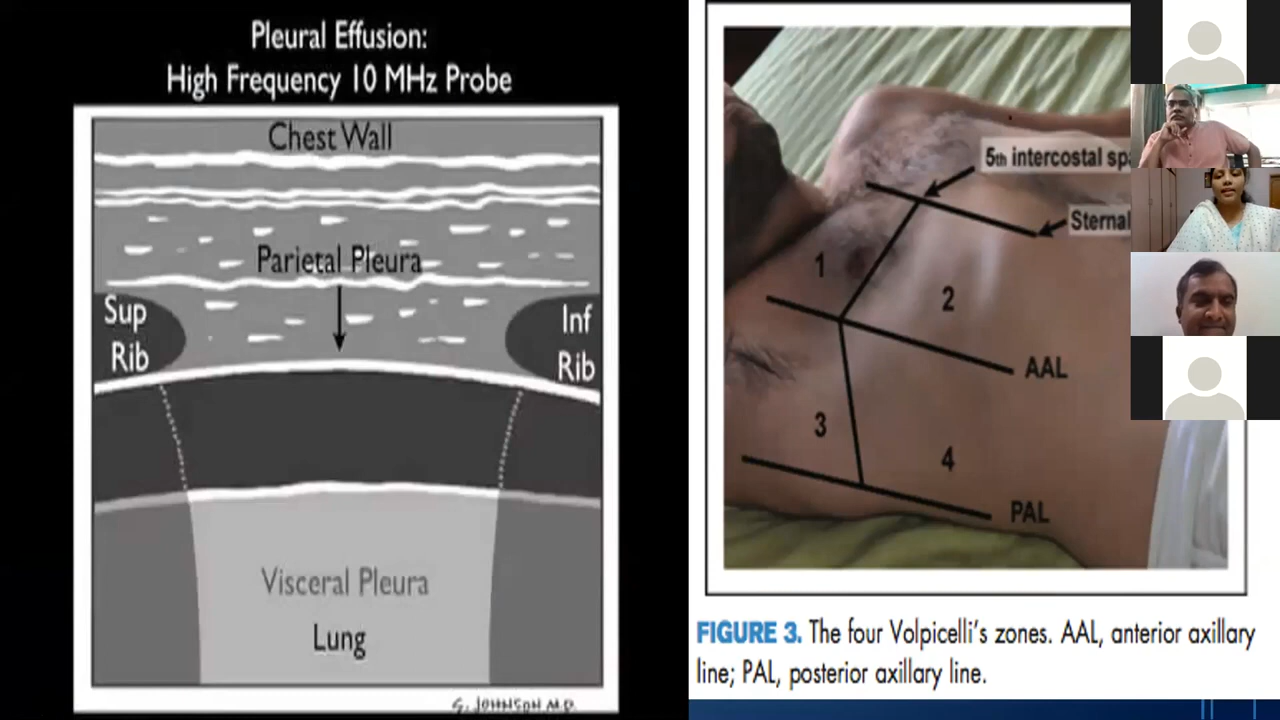 Pleural Effusion:
High Frequency 10 MHz Probe
Chest Wall
Parietal Pleura
Sup
Rib
Inf
Rib
Visceral Pleura
Lung
G. JOHNSON M.D.
5th intercostal
Sternal
1
2
AAL
3
4
PAL
FIGURE 3. The four Volpicelli's zones. AAL, anterior axillary
line; PAL, posterior axillary line.